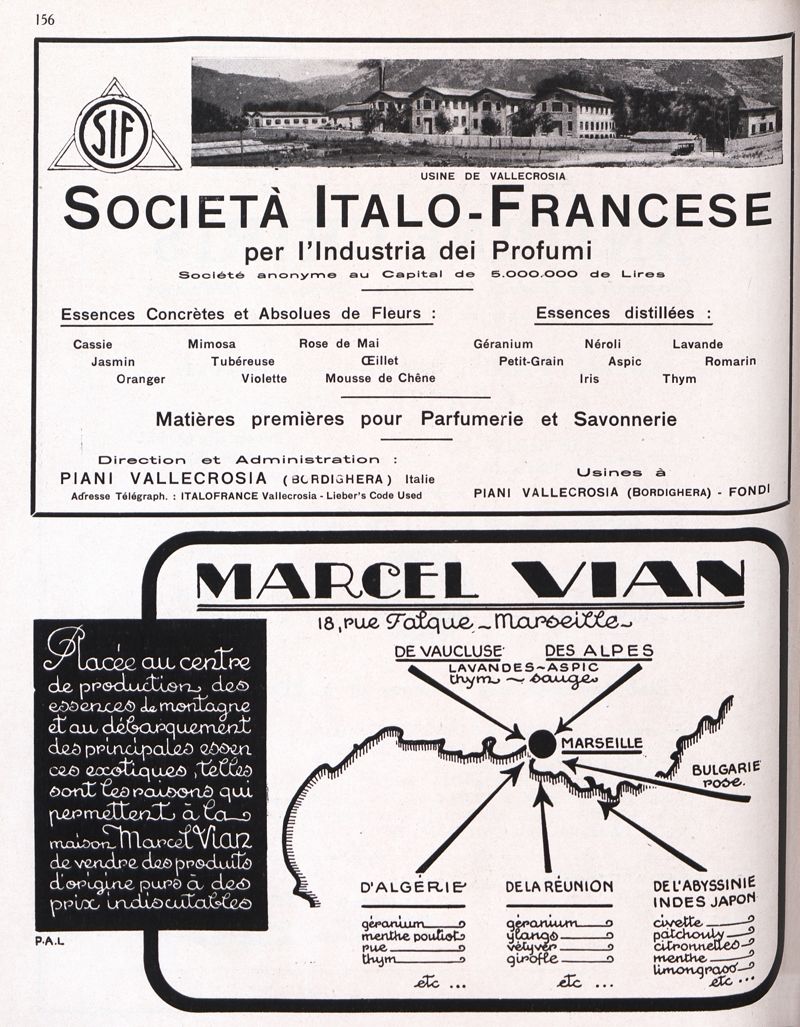 156
SIF
USINE DE VALLECROSIA
SOCIETÀ ITALO-FRANCESE
per l'Industria dei Profumi
Société anonyme au Capital de 5.000.000 de Lires
Essences Concrètes et Absolues de Fleurs :
Cassie Mimosa Rose de Mai
Jasmin Tubéreuse Œillet
Oranger Violette Mousse de Chêne
Essences distillées :
Géranium Néroli Lavande
Petit-Grain Aspic Romarin
Iris Thym
Matières premières pour Parfumerie et Savonnerie
Direction et Administration :
PIANI VALLECROSIA (BORDIGHERA) Italie
Adresse Télégraph. : ITALOFRANCE Vallecrosia - Lieber's Code Used
Usines à
PIANI VALLECROSIA (BORDIGHERA) - FONDI
MARCEL VIAN
18, rue Falque - Marseille -
Placée au centre
de production des
essences de montagne
et au débarquement
des principales essen
ces exotiques, telles
sont les raisons qui
permettent à la
maison Marcel Vian
de vendre des produits
d'origine purs à des
prix indiscutables
P.A.L
DE VAUCLUSE DES ALPES
LAVANDES-ASPIC
thym - sauge
MARSEILLE
BULGARIE
rose.
D'ALGÉRIE
géranium
menthe pouliot
rue
thym
etc ...
DE LA RÉUNION
géranium
ylangs
vétyver
girofle
etc ...
DE L'ABYSSINIE
INDES JAPON
civette
patchouly
citronnelles
menthe
limongrass
etc ...